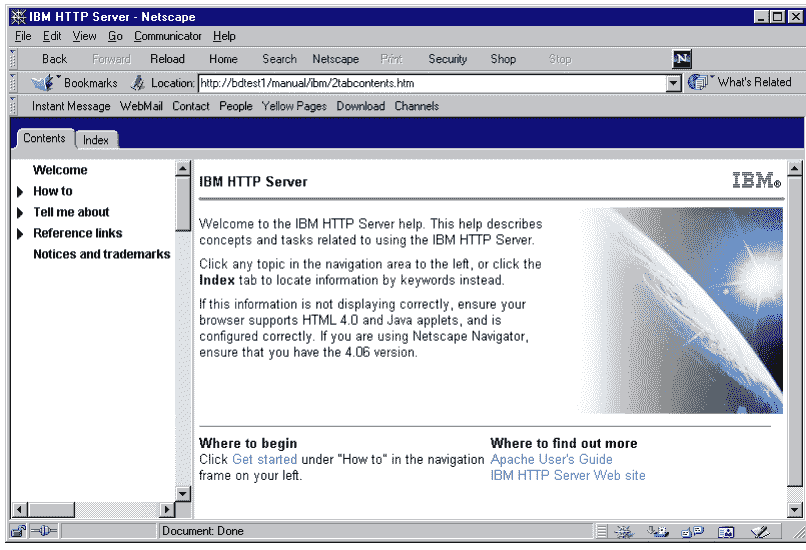 IBM HTTP Server - Netscape
File Edit View Go Communicator Help
Back Forward Reload Home Search Netscape Print Security Shop Stop N
Bookmarks Location: http://bdtest1/manual/ibm/2tabcontents.htm What's Related
Instant Message WebMail Contact People Yellow Pages Download Channels
Contents Index
Welcome
How to
Tell me about
Reference links
Notices and trademarks
IBM HTTP Server IBM®
Welcome to the IBM HTTP Server help. This help describes
concepts and tasks related to using the IBM HTTP Server.
Click any topic in the navigation area to the left, or click the
Index tab to locate information by keywords instead.
If this information is not displaying correctly, ensure your
browser supports HTML 4.0 and Java applets, and is
configured correctly. If you are using Netscape Navigator,
ensure that you have the 4.06 version.
Where to begin
Click Get started under "How to" in the navigation
frame on your left.
Where to find out more
Apache User's Guide
IBM HTTP Server Web site
Document: Done